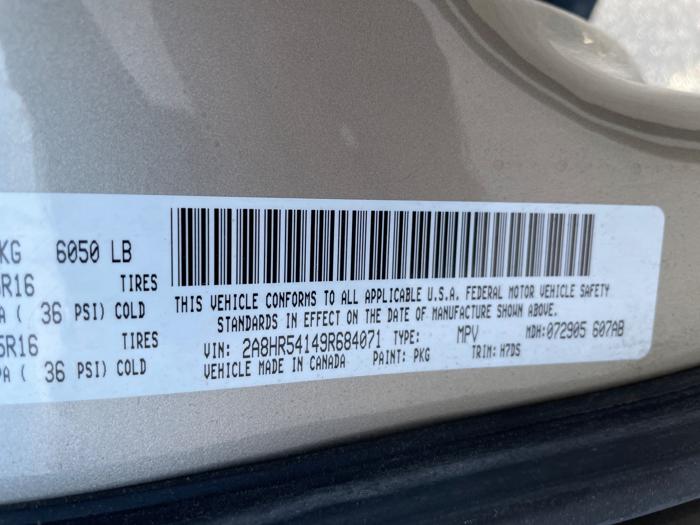 KG 6050 LB
R16 TIRES
A ( 36 PSI) COLD
5R16 TIRES
PA ( 36 PSI) COLD
THIS VEHICLE CONFORMS TO ALL APPLICABLE U.S.A. FEDERAL MOTOR VEHICLE SAFETY
STANDARDS IN EFFECT ON THE DATE OF MANUFACTURE SHOWN ABOVE.
VIN: 2A8HR54149R684071 TYPE: MPV MDH:072905 607AB
VEHICLE MADE IN CANADA PAINT: PKG TRIM: H7DS